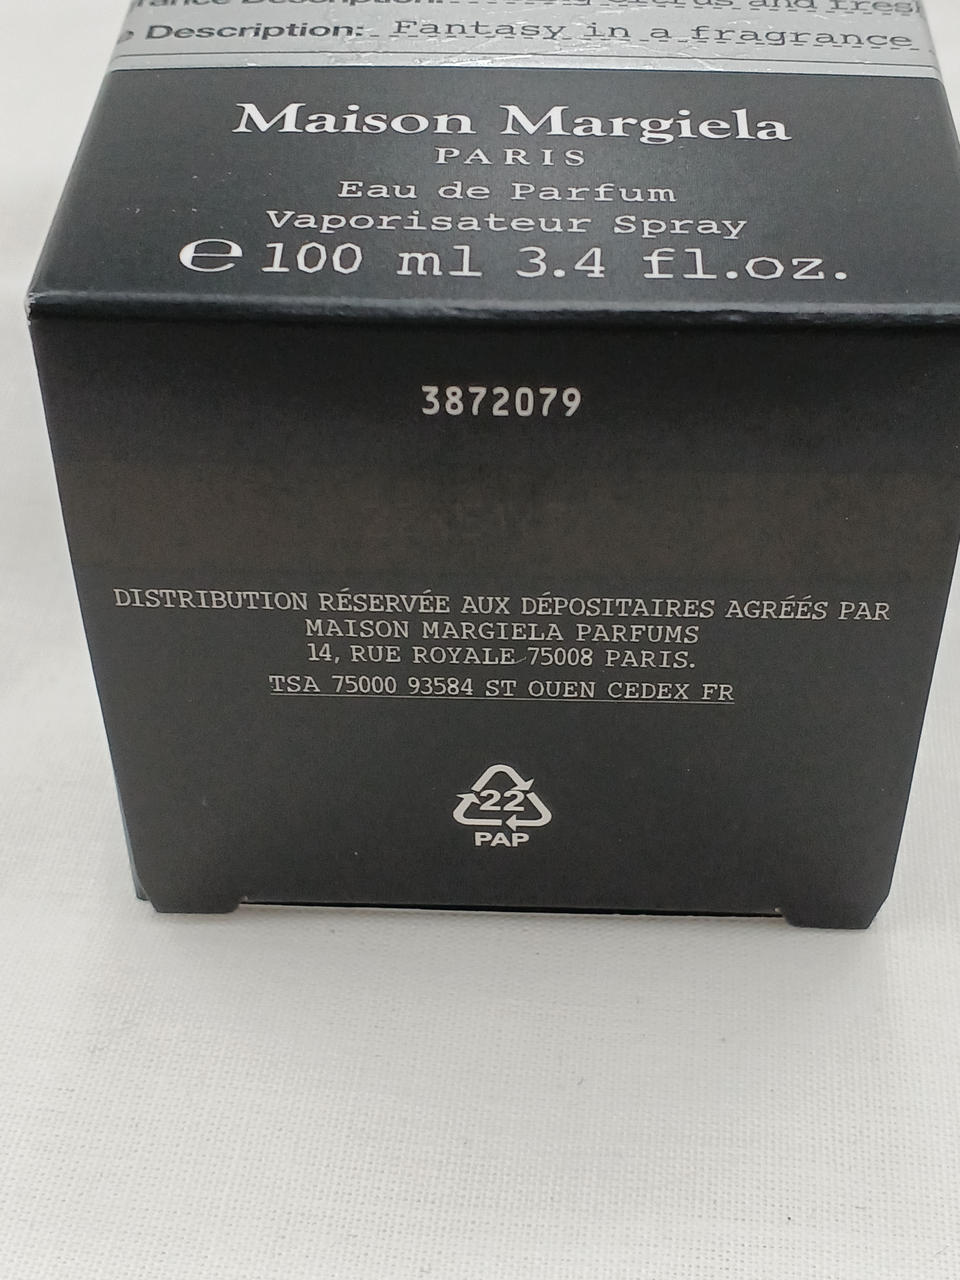 Description: Fantasy in a fragrance
Maison Margiela
PARIS
Eau de Parfum
Vaporisateur Spray
℮ 100 ml 3.4 fl.oz.
3872079
DISTRIBUTION RÉSERVÉE AUX DÉPOSITAIRES AGRÉÉS PAR
MAISON MARGIELA PARFUMS
14, RUE ROYALE 75008 PARIS.
TSA 75000 93584 ST OUEN CEDEX FR
22
PAP